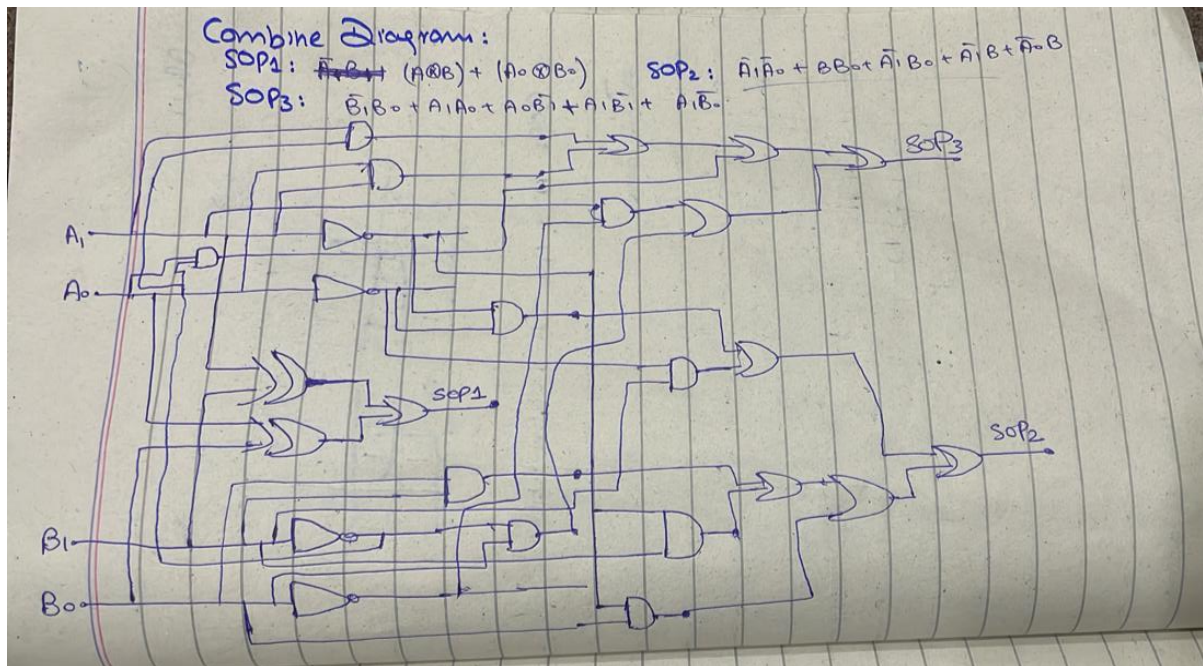 Combine Diagram:
SOP1: (A⊗B) + (A₀⊗B₀) SOP2: Ā₁Ā₀ + BB₀ + Ā₁B₀ + Ā₁B + Ā₀B
SOP3: B̄₁B₀ + A₁A₀ + A₀B̄₁ + A₁B̄₁ + A₁B̄₀
SOP3
A₁
A₀
SOP1
SOP2
B₁
B₀